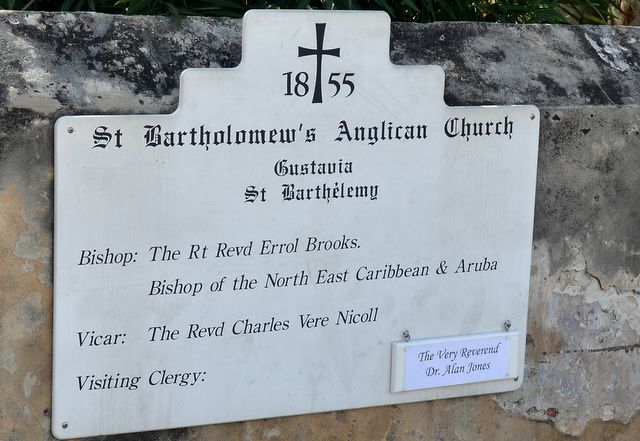 1855
St Bartholomew's Anglican Church
Gustavia
St Barthélemy
Bishop: The Rt Revd Errol Brooks.
Bishop of the North East Caribbean & Aruba
Vicar: The Revd Charles Vere Nicoll
Visiting Clergy:
The Very Reverend
Dr. Alan Jones